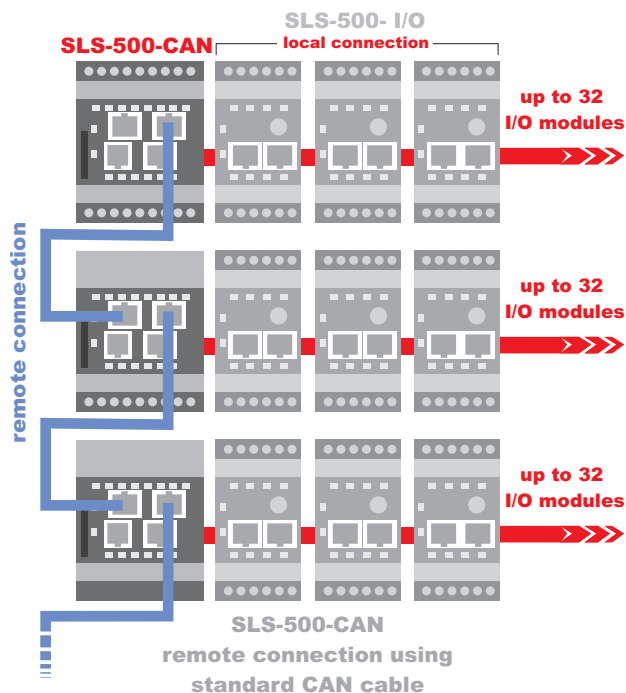 SLS-500- I/O
SLS-500-CAN
local connection
up to 32
I/O modules
remote connection
up to 32
I/O modules
up to 32
I/O modules
SLS-500-CAN
remote connection using
standard CAN cable